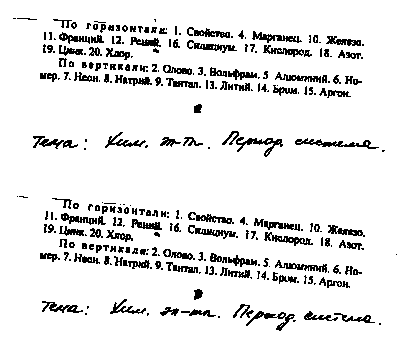 По горизонтали: 1. Свойство. 4. Марганец. 10. Железо.
11. Франций. 12. Рений. 16. Силициум. 17. Кислород. 18. Азот.
19. Цинк. 20. Хлор.
По вертикали: 2. Олово. 3. Вольфрам. 5. Алюминий. 6. Но-
мер. 7. Неон. 8. Натрий. 9. Тантал. 13. Литий. 14. Бром. 15. Аргон.
Тема: Хим. эл-ты. Период. система.
По горизонтали: 1. Свойство. 4. Марганец. 10. Железо.
11. Франций. 12. Рений. 16. Силициум. 17. Кислород. 18. Азот.
19. Цинк. 20. Хлор.
По вертикали: 2. Олово. 3. Вольфрам. 5. Алюминий. 6. Но-
мер. 7. Неон. 8. Натрий. 9. Тантал. 13. Литий. 14. Бром. 15. Аргон.
Тема: Хим. эл-ты. Период. система.